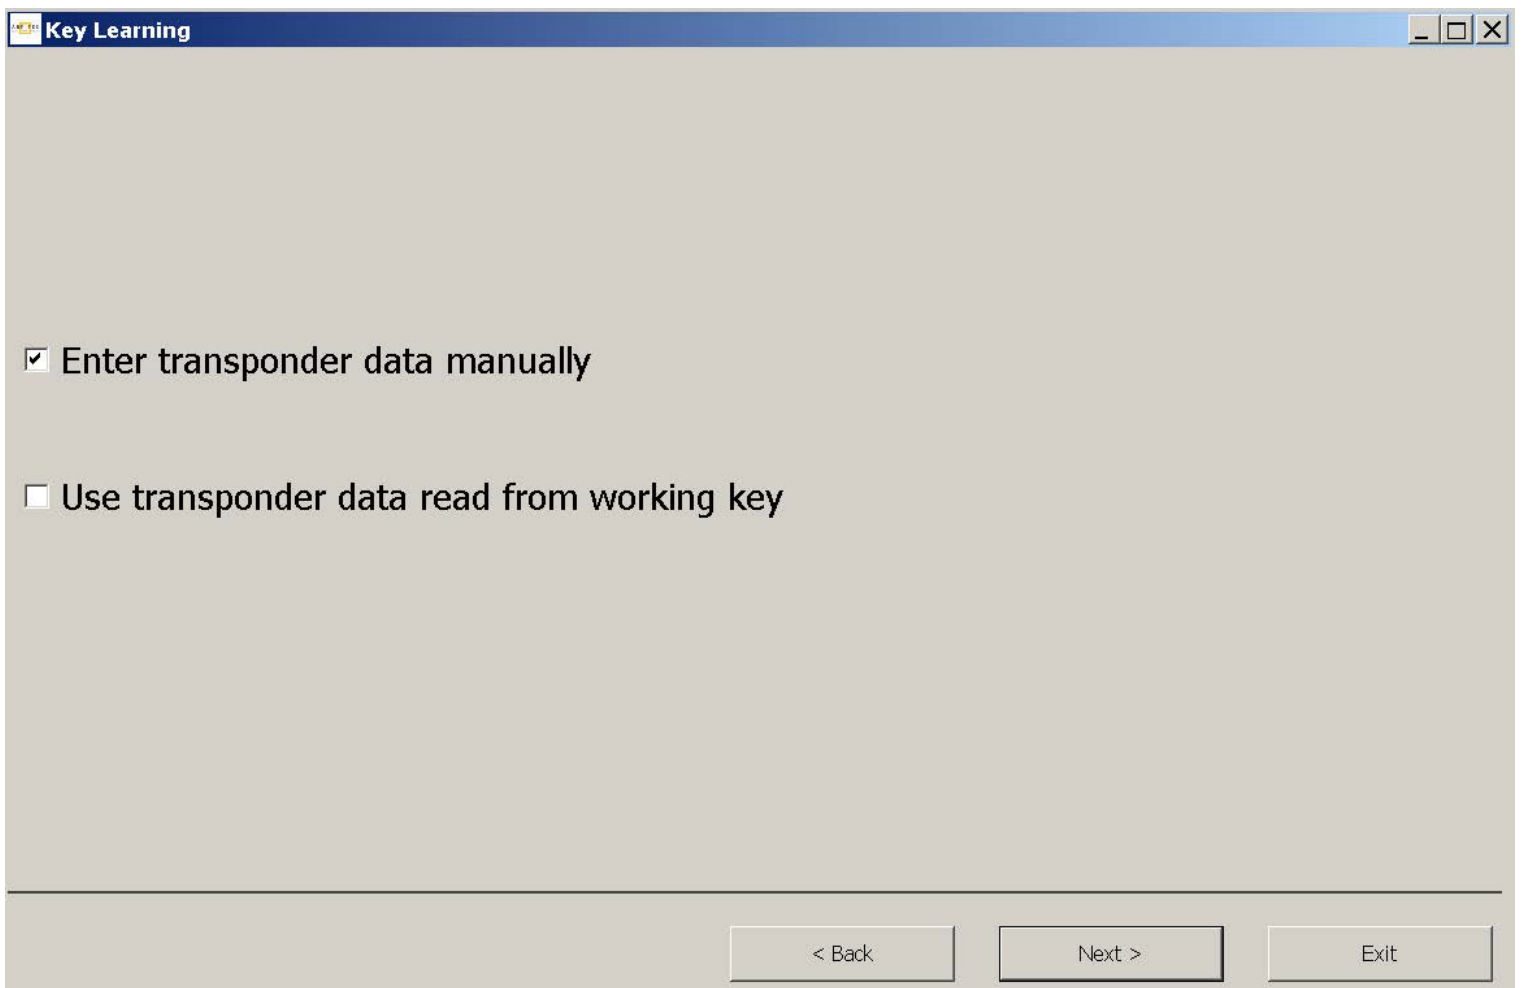 Key Learning
Enter transponder data manually
Use transponder data read from working key
< Back
Next >
Exit